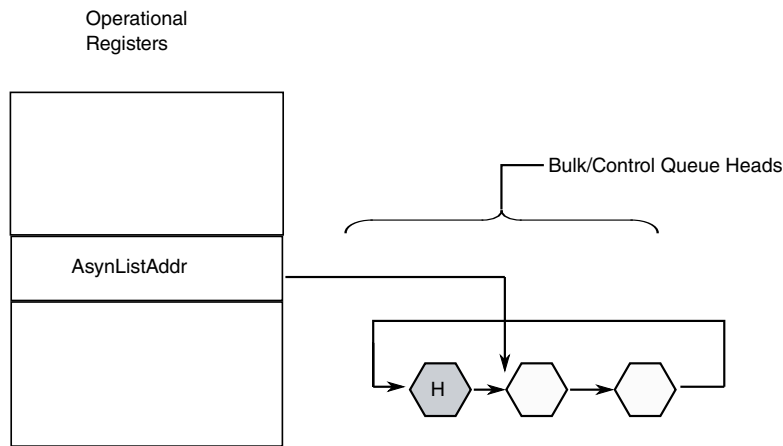 Operational
Registers
Bulk/Control Queue Heads
AsynListAddr
H